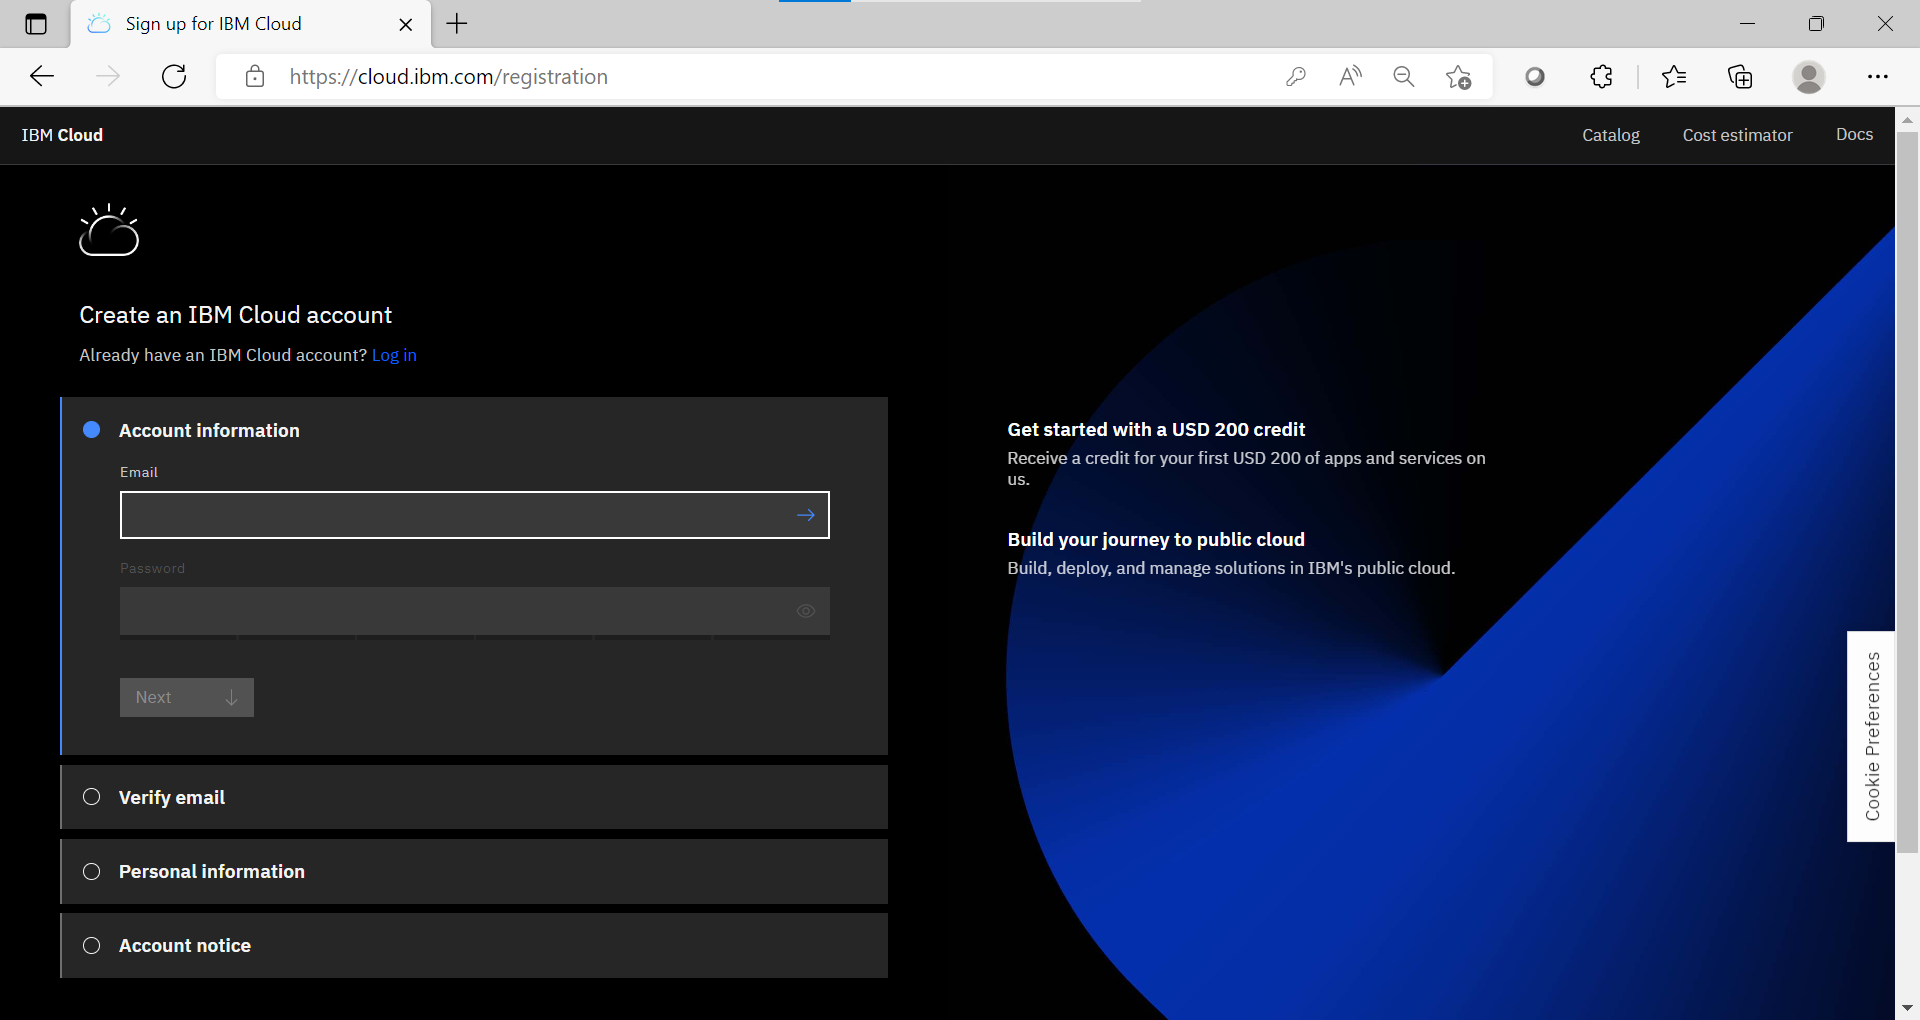 Sign up for IBM Cloud
https://cloud.ibm.com/registration
IBM Cloud
Catalog
Cost estimator
Docs
Create an IBM Cloud account
Already have an IBM Cloud account? Log in
Account information
Email
Password
Next
Verify email
Personal information
Account notice
Get started with a USD 200 credit
Receive a credit for your first USD 200 of apps and services on
us.
Build your journey to public cloud
Build, deploy, and manage solutions in IBM's public cloud.
Cookie Preferences